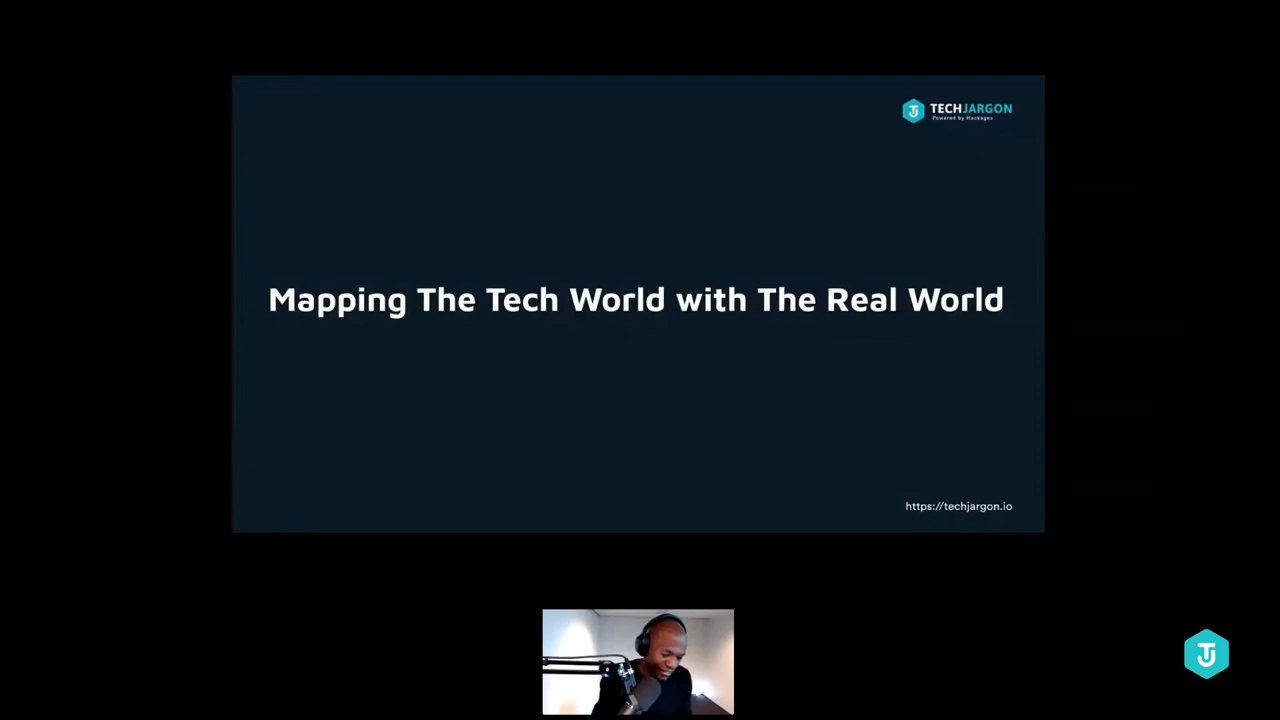 TECHJARGON
Powered by Hackages
Mapping The Tech World with The Real World
https://techjargon.io